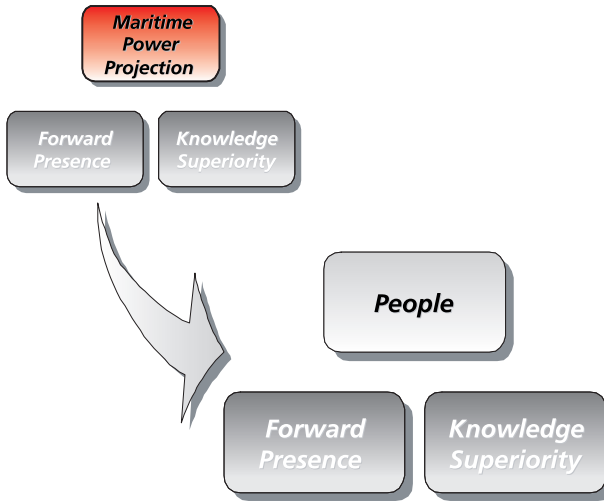 Maritime
Power
Projection
Forward
Presence
Knowledge
Superiority
People
Forward
Presence
Knowledge
Superiority